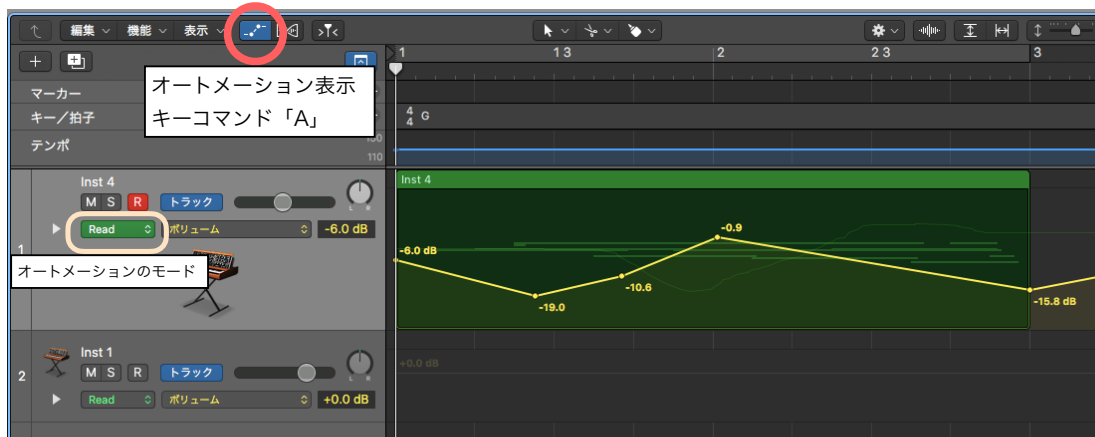 編集 機能 表示
1 1 3 2 2 3 3
オートメーション表示
キーコマンド「A」
マーカー
キー／拍子
4
4 G
テンポ
110
Inst 4
M S R トラック
L R
Read ボリューム -6.0 dB
1
オートメーションのモード
Inst 4
-6.0 dB
-19.0
-10.6
-0.9
-15.8 dB
Inst 1
M S R トラック
L R
2
Read ボリューム +0.0 dB
+0.0 dB